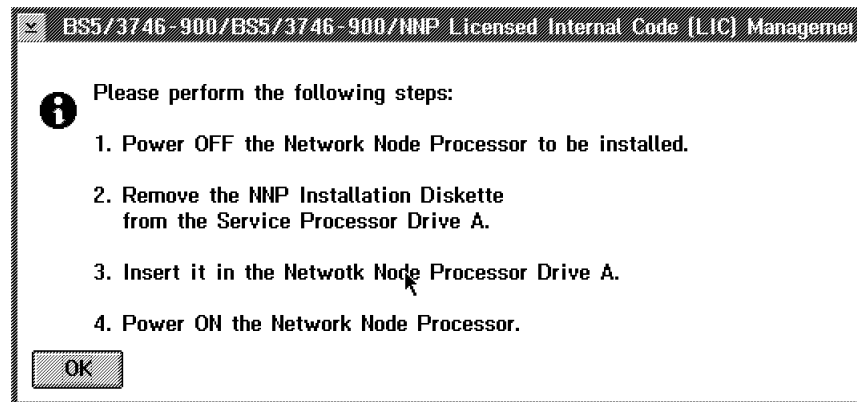 BS5/3746-900/BS5/3746-900/NNP Licensed Internal Code (LIC)
Please perform the following steps:
1. Power OFF the Network Node Processor to be installed.
2. Remove the NNP Installation Diskette
from the Service Processor Drive A.
3. Insert it in the Netwotk Node Processor Drive A.
4. Power ON the Network Node Processor.
OK